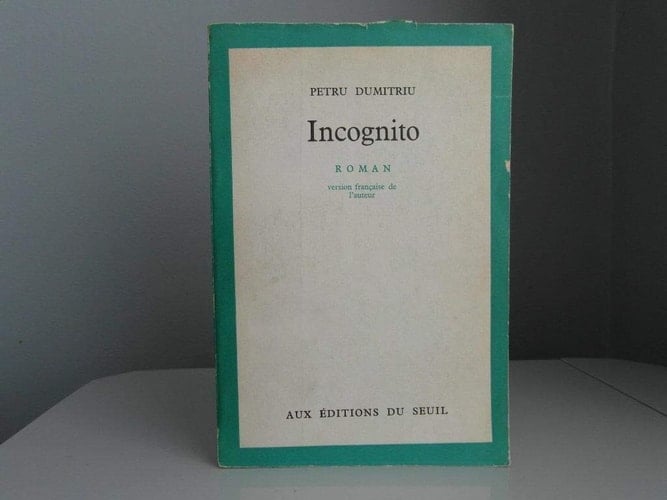 PETRU DUMITRIU
Incognito
ROMAN
version française de
l'auteur
AUX ÉDITIONS DU SEUIL